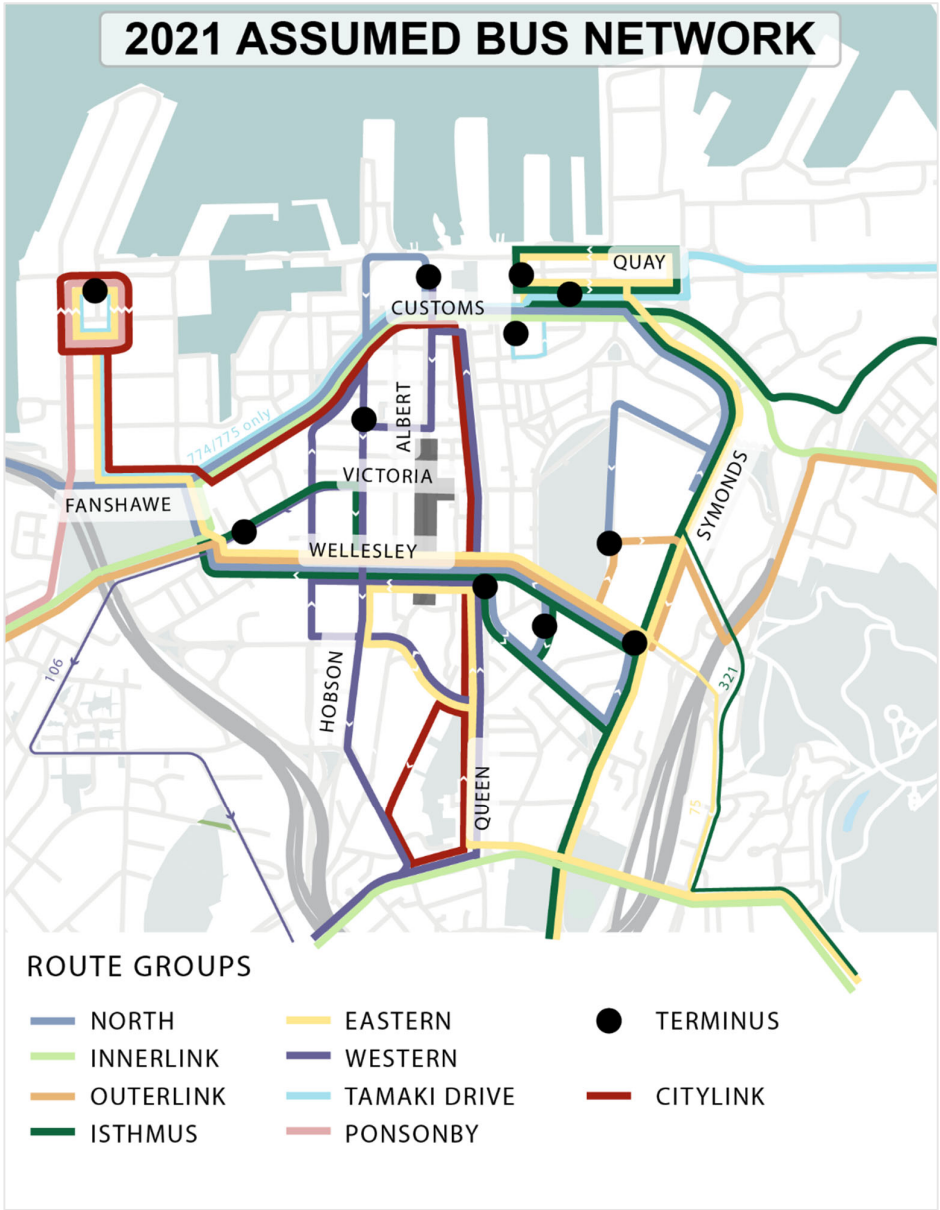 2021 ASSUMED BUS NETWORK
QUAY
CUSTOMS
ALBERT
774/775 only
VICTORIA
SYMONDS
FANSHAWE
WELLESLEY
106
HOBSON
321
QUEEN
75
ROUTE GROUPS
NORTH
INNERLINK
OUTERLINK
ISTHMUS
EASTERN
WESTERN
TAMAKI DRIVE
PONSONBY
TERMINUS
CITYLINK